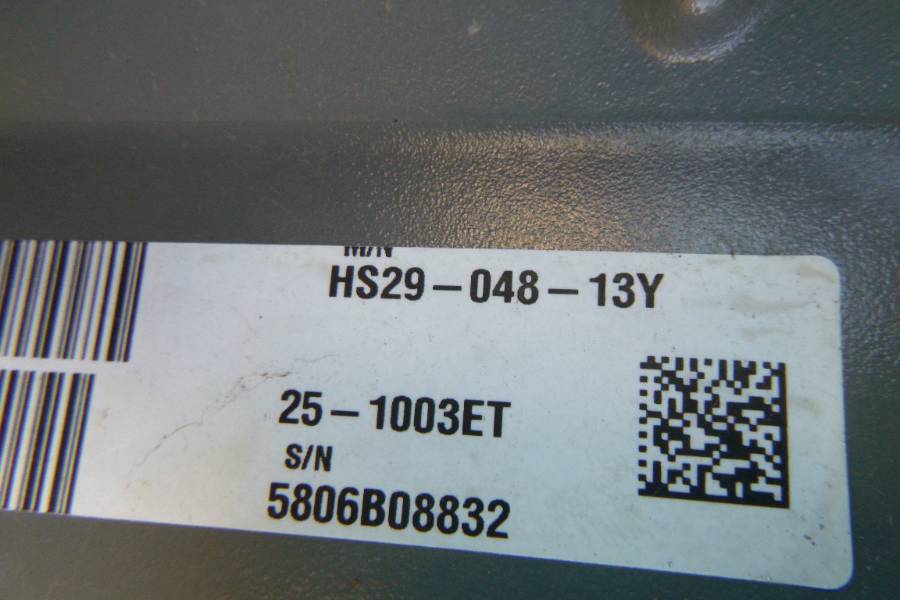 M/N
HS29-048-13Y
25-1003ET
S/N
5806B08832